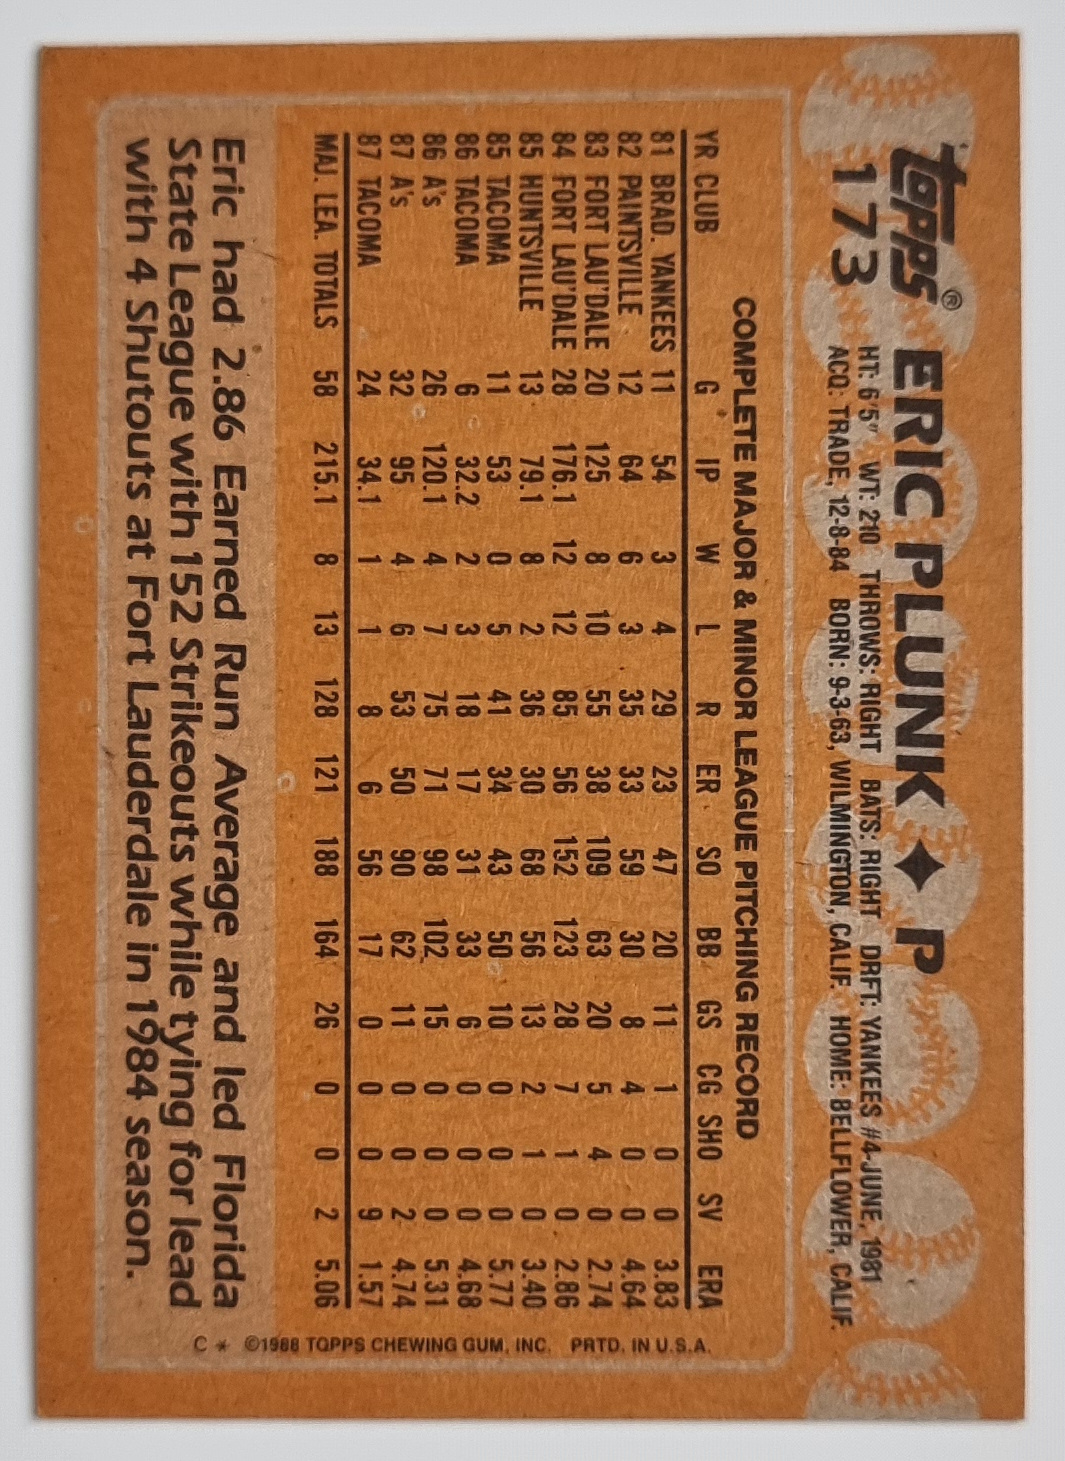 topps®
173
ERIC PLUNK ◆ P
HT: 6'5" WT: 210 THROWS: RIGHT BATS: RIGHT DRFT: YANKEES #4-JUNE, 1981
ACQ: TRADE, 12-8-84 BORN: 9-3-63, WILMINGTON, CALIF. HOME: BELLFLOWER, CALIF.
COMPLETE MAJOR & MINOR LEAGUE PITCHING RECORD
YR CLUB G IP W L R ER SO BB GS CG SHO SV ERA
81 BRAD. YANKEES 11 54 3 4 29 23 47 20 11 1 0 0 3.83
82 PAINTSVILLE 12 64 6 3 35 33 59 30 8 4 0 0 4.64
83 FORT LAU'DALE 20 125 8 10 55 38 109 63 20 5 4 0 2.74
84 FORT LAU'DALE 28 176.1 12 12 85 56 152 123 28 7 1 0 2.86
85 HUNTSVILLE 13 79.1 8 2 36 30 68 56 13 2 1 0 3.40
85 TACOMA 11 53 0 5 41 34 43 50 10 0 0 0 5.77
86 TACOMA 6 32.2 2 3 18 17 31 33 6 0 0 0 4.68
86 A's 26 120.1 4 7 75 71 98 102 15 0 0 0 5.31
87 A's 32 95 4 6 53 50 90 62 11 0 0 2 4.74
87 TACOMA 24 34.1 1 1 8 6 56 17 0 0 0 9 1.57
MAJ. LEA. TOTALS 58 215.1 8 13 128 121 188 164 26 0 0 2 5.06
Eric had 2.86 Earned Run Average and led Florida
State League with 152 Strikeouts while tying for lead
with 4 Shutouts at Fort Lauderdale in 1984 season.
C * ©1988 TOPPS CHEWING GUM, INC. PRTD. IN U.S.A.